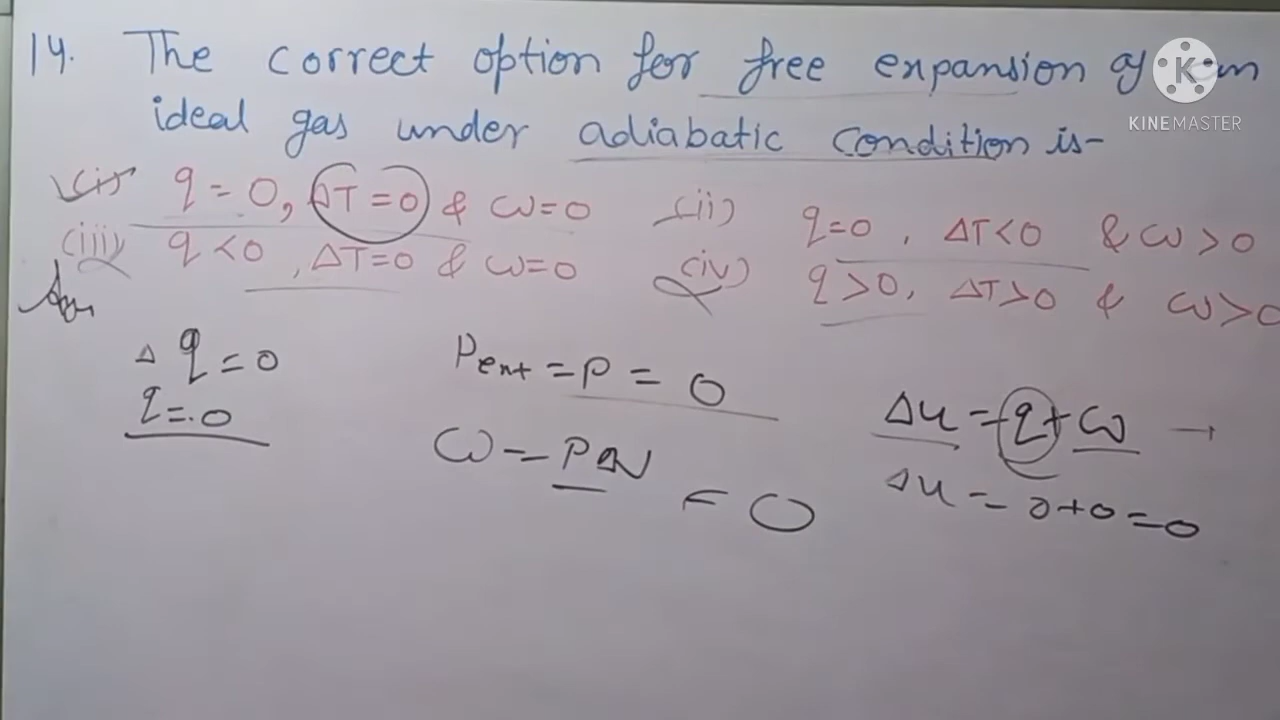 14. The correct option for free expansion of an
ideal gas under adiabatic condition is-
(i) q = 0, ΔT = 0 & ω = 0 (ii) q = 0, ΔT < 0 & ω > 0
(iii) q < 0, ΔT = 0 & ω = 0 (iv) q > 0, ΔT > 0 & ω > 0
Ans
Δ q = 0
q = 0
Pext = P = 0
ω = PΔV
= 0
Δu = q + ω →
Δu = 0 + 0 = 0
K
KINEMASTER